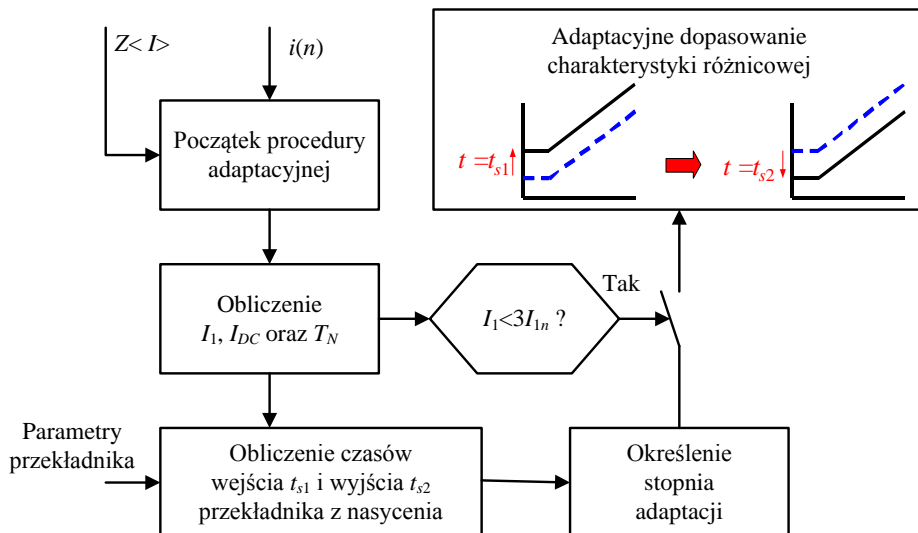 Z< I>
i(n)
Początek procedury
adaptacyjnej
Adaptacyjne dopasowanie
charakterystyki różnicowej
t =ts1
t =ts2
Obliczenie
I1, IDC oraz TN
I1<3I1n ?
Tak
Parametry
przekładnika
Obliczenie czasów
wejścia ts1 i wyjścia ts2
przekładnika z nasycenia
Określenie
stopnia
adaptacji